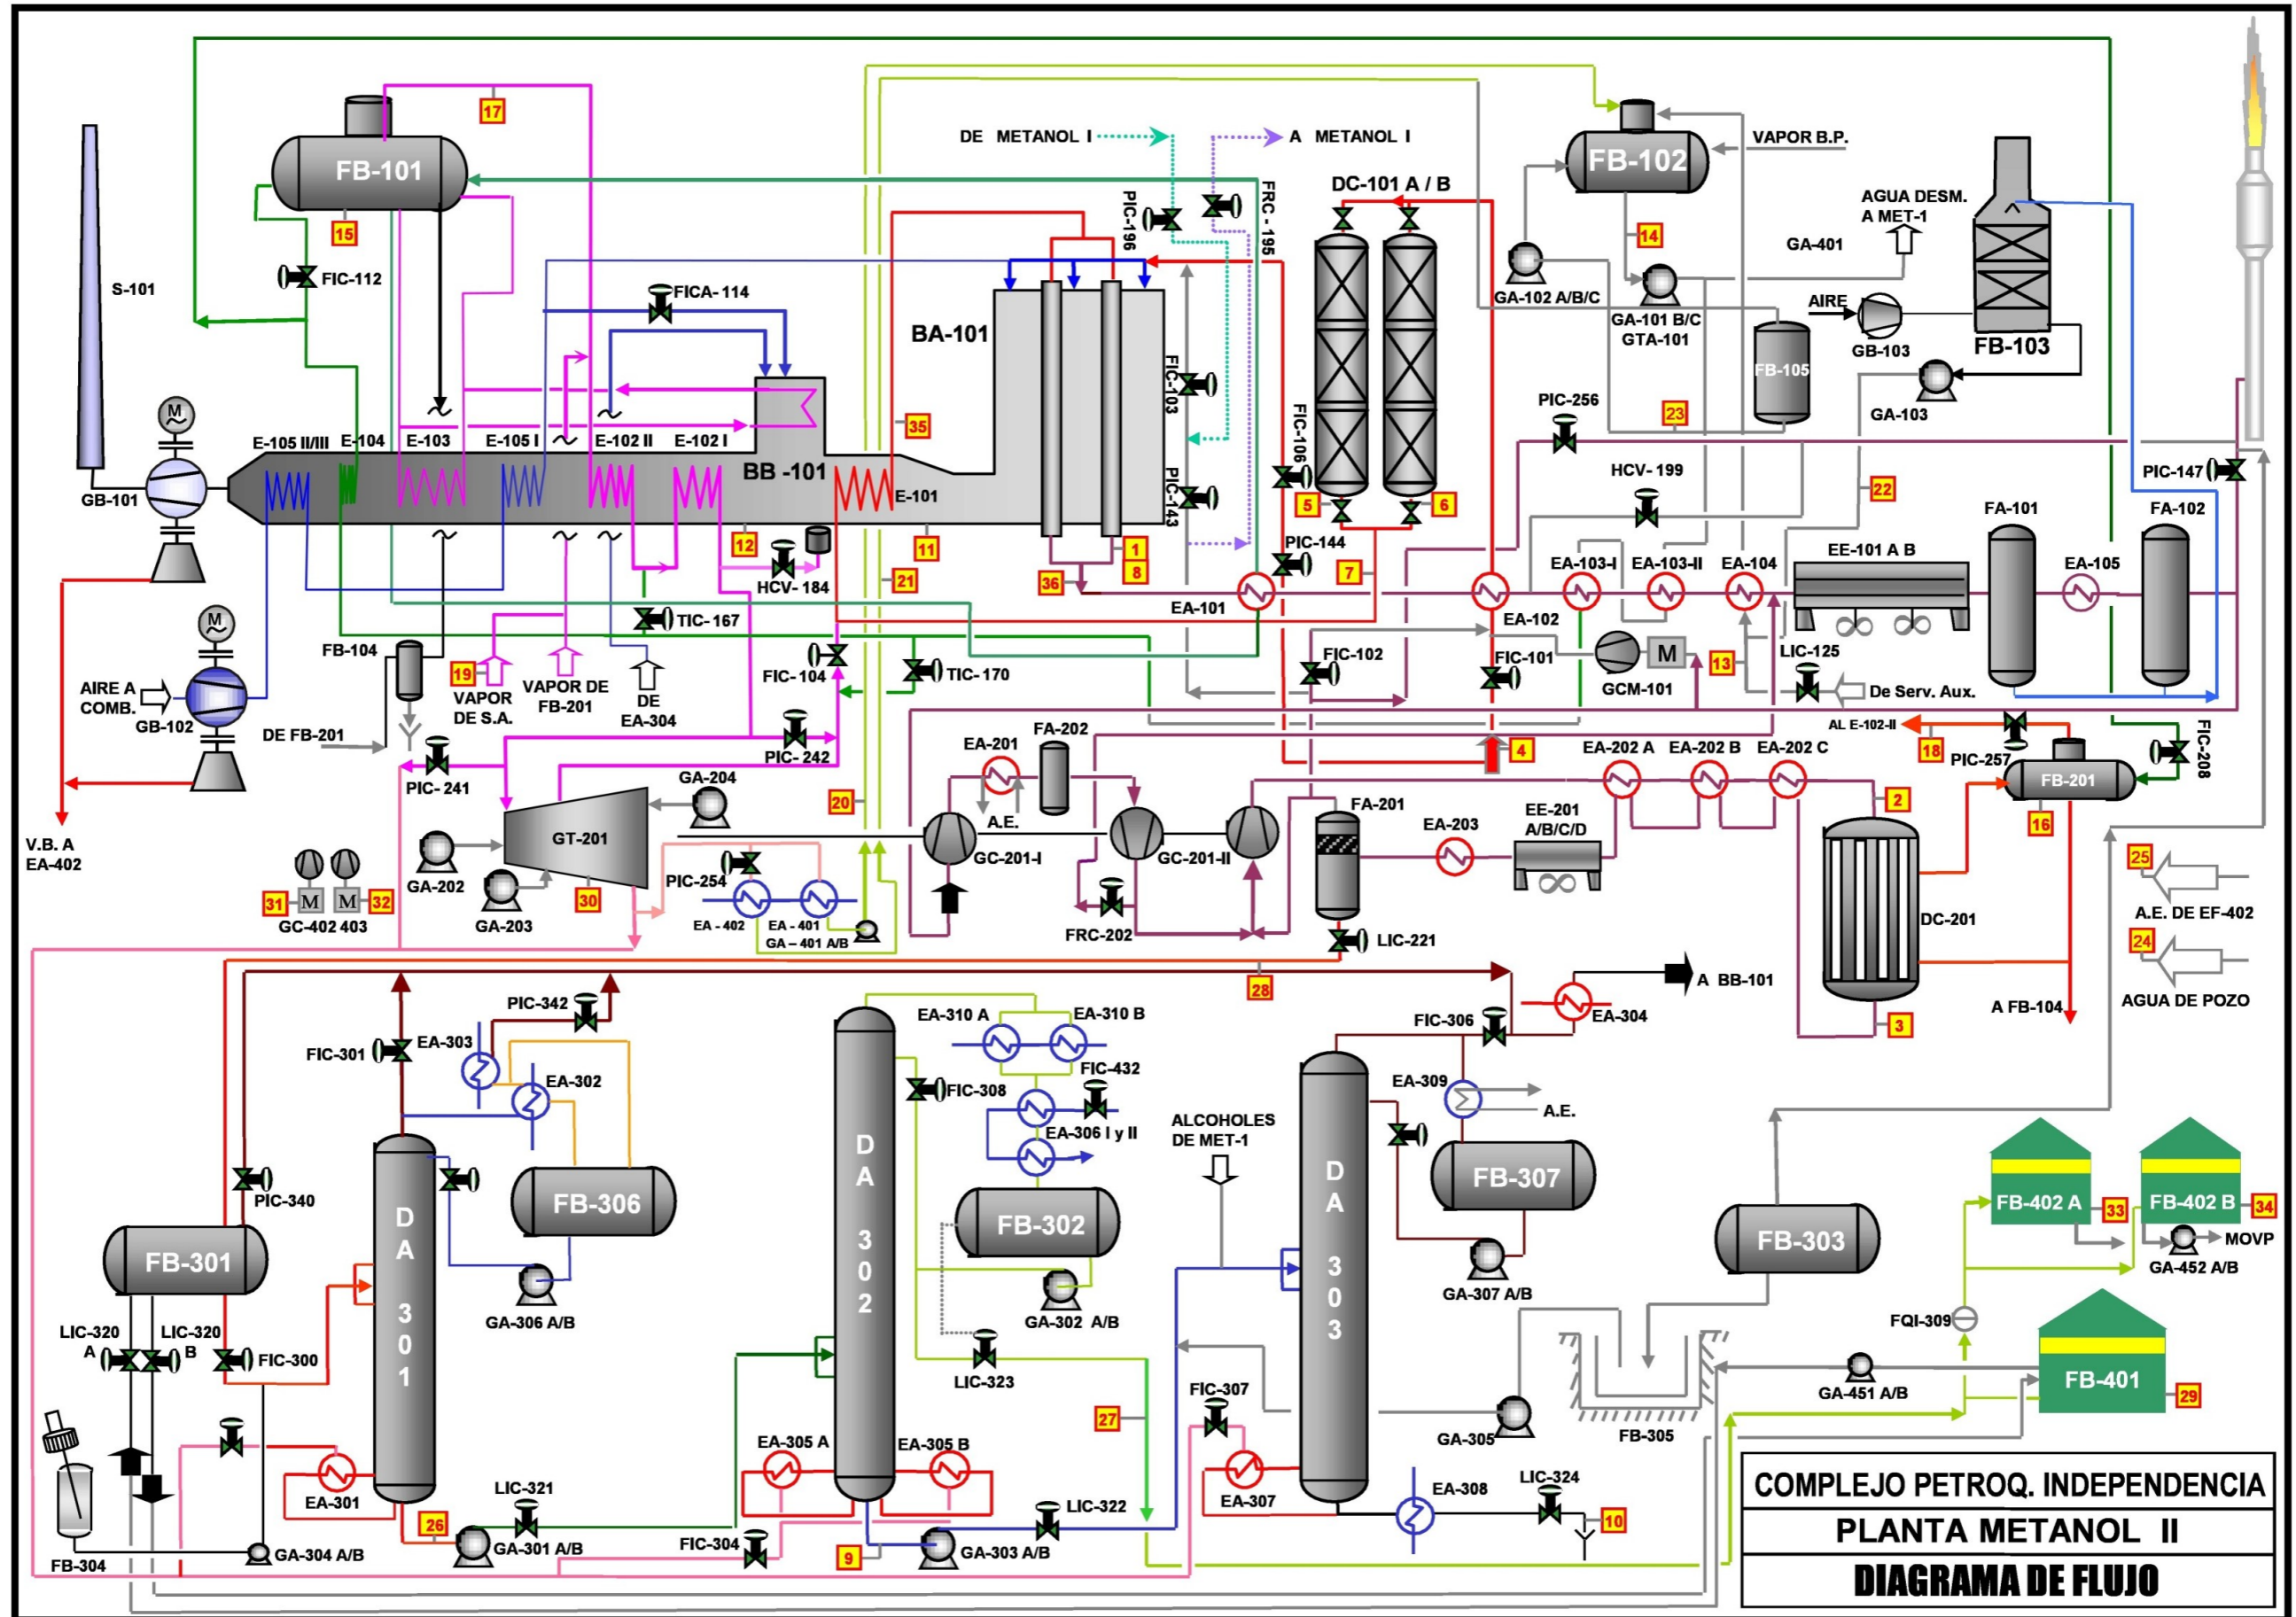 17
DE METANOL I
A METANOL I
FB-101
FB-102
VAPOR B.P.
DC-101 A / B
PIC-196
FRC - 195
AGUA DESM.
A MET-1
15
14
GA-401
S-101
FIC-112
FICA- 114
GA-102 A/B/C
GA-101 B/C
GTA-101
AIRE
GB-103
FB-103
BA-101
FB-105
FIC-103
GA-103
M
PIC-256
23
FIC-106
35
E-105 II/III
E-104
E-103
E-105 I
E-102 II
E-102 I
BB -101
E-101
HCV- 199
PIC-147
GB-101
PIC-143
5
6
22
FA-101
FA-102
12
11
1
8
PIC-144
EA-103-I
EA-103-II
EA-104
EE-101 A B
EA-105
HCV- 184
21
36
7
EA-101
EA-102
M
TIC- 167
FB-104
FIC- 104
TIC- 170
FIC-102
GCM-101
M
FIC-101
13
LIC-125
De Serv. Aux.
19
AIRE A
COMB.
GB-102
VAPOR
DE S.A.
VAPOR DE
FB-201
DE
EA-304
DE FB-201
AL E-102-II
18
PIC-257
FIC-208
PIC- 241
PIC- 242
EA-201
FA-202
4
EA-202 A
EA-202 B
EA-202 C
FB-201
GA-204
20
A.E.
FA-201
2
16
V.B. A
EA-402
GT-201
GC-201-I
GC-201-II
EA-203
EE-201
A/B/C/D
GA-202
PIC-254
25
31
M
M
32
GC-402 403
GA-203
30
EA - 402
EA - 401
GA – 401 A/B
FRC-202
LIC-221
DC-201
A.E. DE EF-402
24
AGUA DE POZO
28
A BB-101
PIC-342
EA-310 A
EA-310 B
FIC-306
EA-304
A FB-104
3
FIC-301
EA-303
EA-302
FIC-308
FIC-432
EA-309
A.E.
EA-306 I y II
ALCOHOLES
DE MET-1
PIC-340
FB-306
DA 301
DA 302
FB-302
DA 303
FB-307
FB-402 A
33
FB-402 B
34
MOVP
GA-452 A/B
FB-301
FB-303
GA-306 A/B
GA-302 A/B
GA-307 A/B
LIC-320
A
LIC-320
B
FIC-300
LIC-323
FQI-309
GA-451 A/B
FB-401
29
FIC-307
27
GA-305
FB-305
EA-305 A
EA-305 B
EA-301
LIC-321
EA-307
EA-308
LIC-324
26
GA-301 A/B
LIC-322
10
FIC-304
9
GA-303 A/B
FB-304
GA-304 A/B
COMPLEJO PETROQ. INDEPENDENCIA
PLANTA METANOL II
DIAGRAMA DE FLUJO